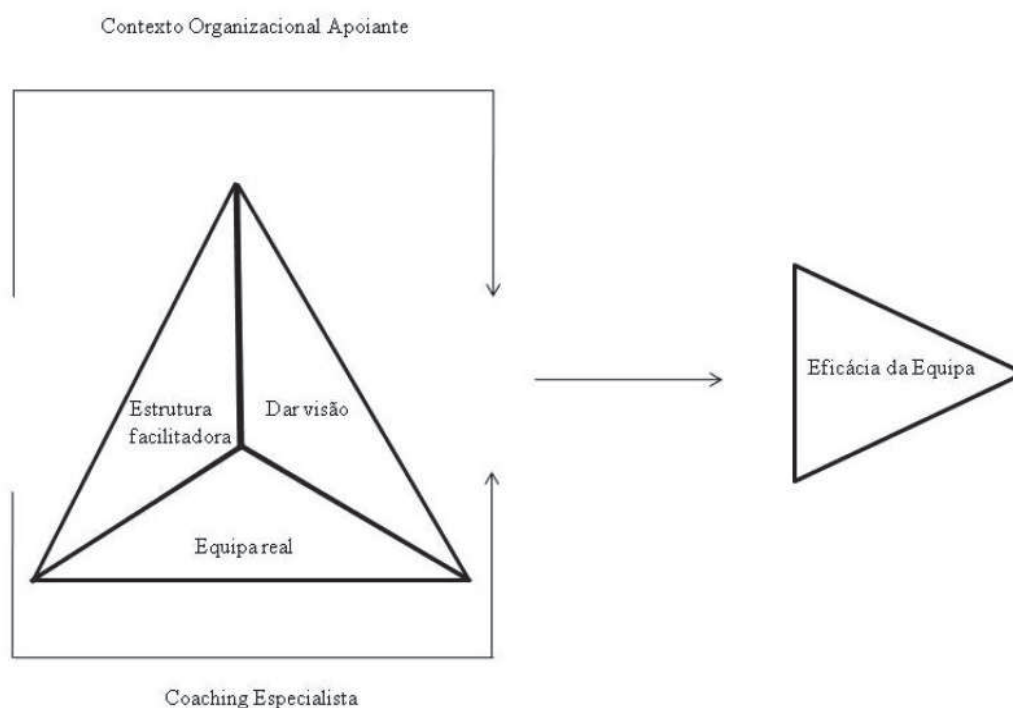 Contexto Organizacional Apoiante
Estrutura
facilitadora
Dar visão
Equipa real
Eficácia da Equipa
Coaching Especialista